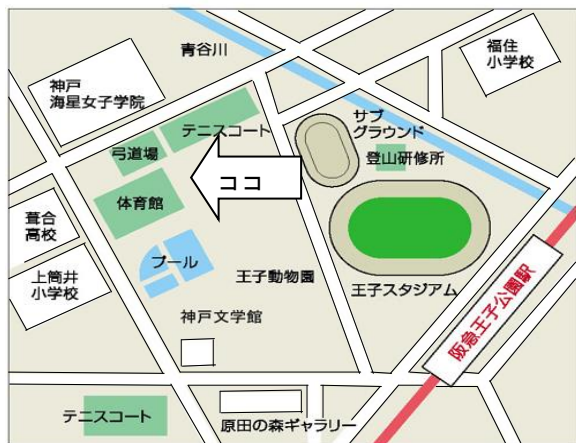 青谷川
福住
小学校
神戸
海星女子学院
テニスコート
サブ
グラウンド
弓道場
登山研修所
ココ
体育館
葺合
高校
プール
王子動物園
上筒井
小学校
王子スタジアム
神戸文学館
阪急王子公園駅
テニスコート
原田の森ギャラリー